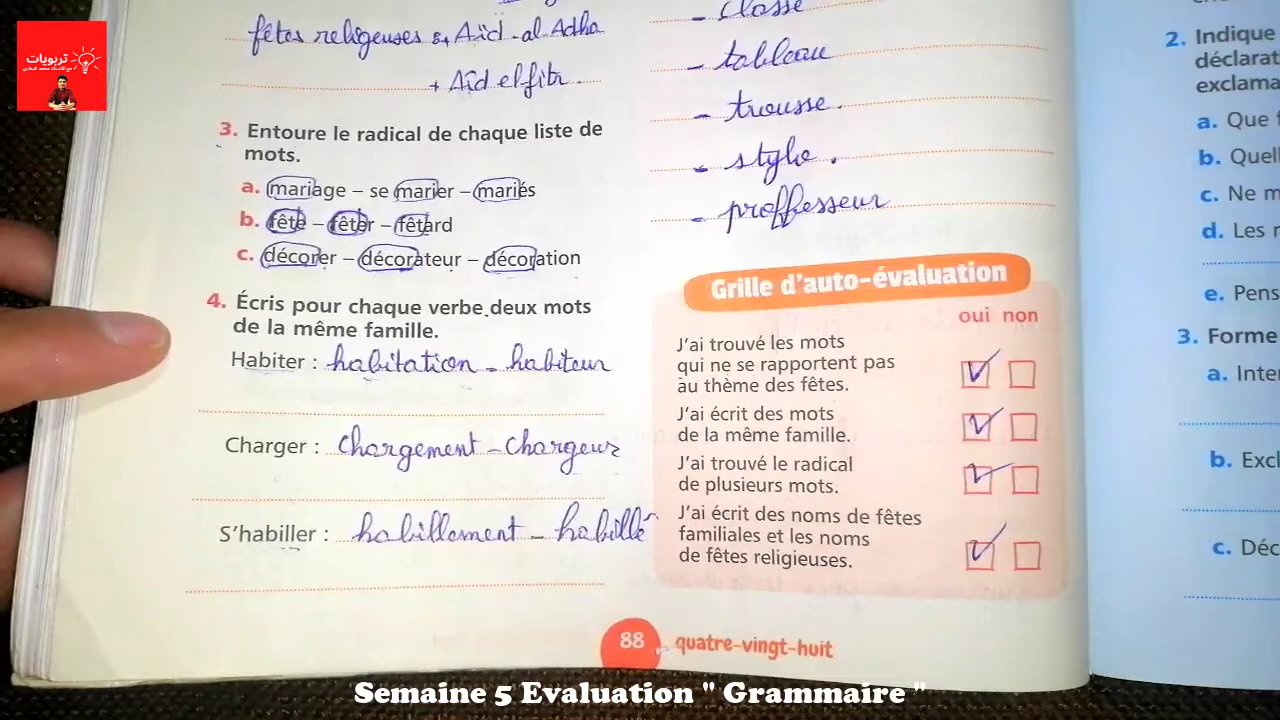 تربويات
fêtes religeuses : + Aïd-al Adha
+ Aïd el fitr.
3. Entoure le radical de chaque liste de
mots.
a. mariage – se marier – mariés
b. fête – fêter – fêtard
c. décorer – décorateur – décoration
4. Écris pour chaque verbe deux mots
de la même famille.
Habiter : habitation - habiteur
Charger : chargement - chargeur
S'habiller : habillement - habillé
- classe
- tableau
- trousse.
- stylo.
- proffesseur
Grille d'auto-évaluation
oui non
J'ai trouvé les mots
qui ne se rapportent pas
au thème des fêtes.
J'ai écrit des mots
de la même famille.
J'ai trouvé le radical
de plusieurs mots.
J'ai écrit des noms de fêtes
familiales et les noms
de fêtes religieuses.
88 quatre-vingt-huit
2. Indique
déclarat
exclama
a. Que
b. Quell
c. Ne m
d. Les
e. Pens
3. Forme
a. Inter
b. Excl
c. Déc
Semaine 5 Evaluation " Grammaire "